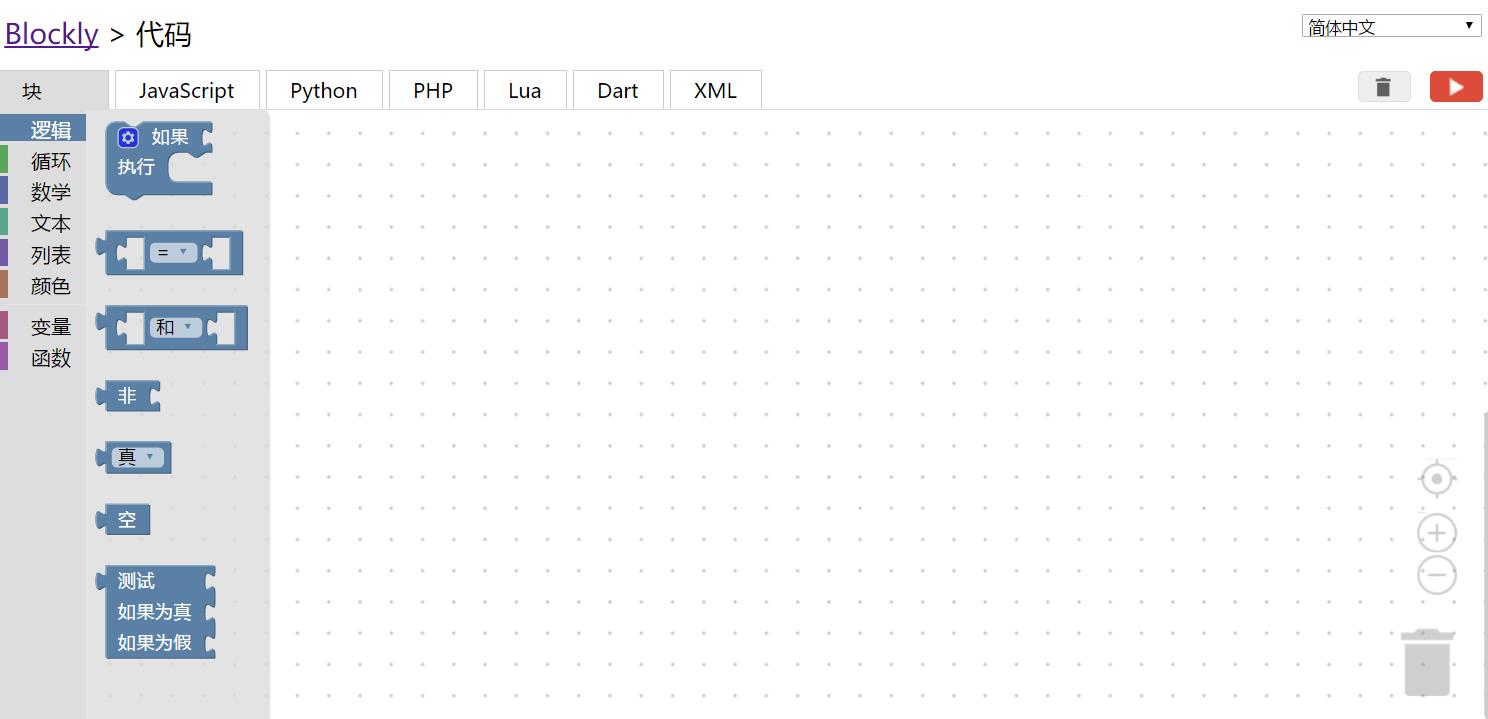 Blockly > 代码
简体中文
块
JavaScript
Python
PHP
Lua
Dart
XML
逻辑
循环
数学
文本
列表
颜色
变量
函数
如果
执行
=
和
非
真
空
测试
如果为真
如果为假